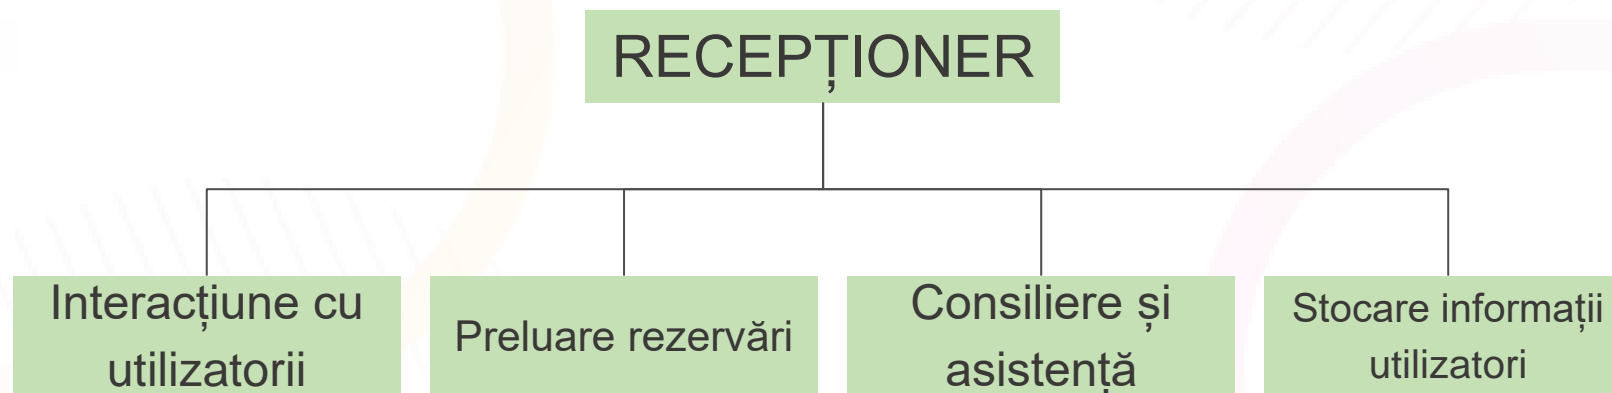 RECEPȚIONER
Interacțiune cu
utilizatorii
Preluare rezervări
Consiliere și
asistență
Stocare informații
utilizatori